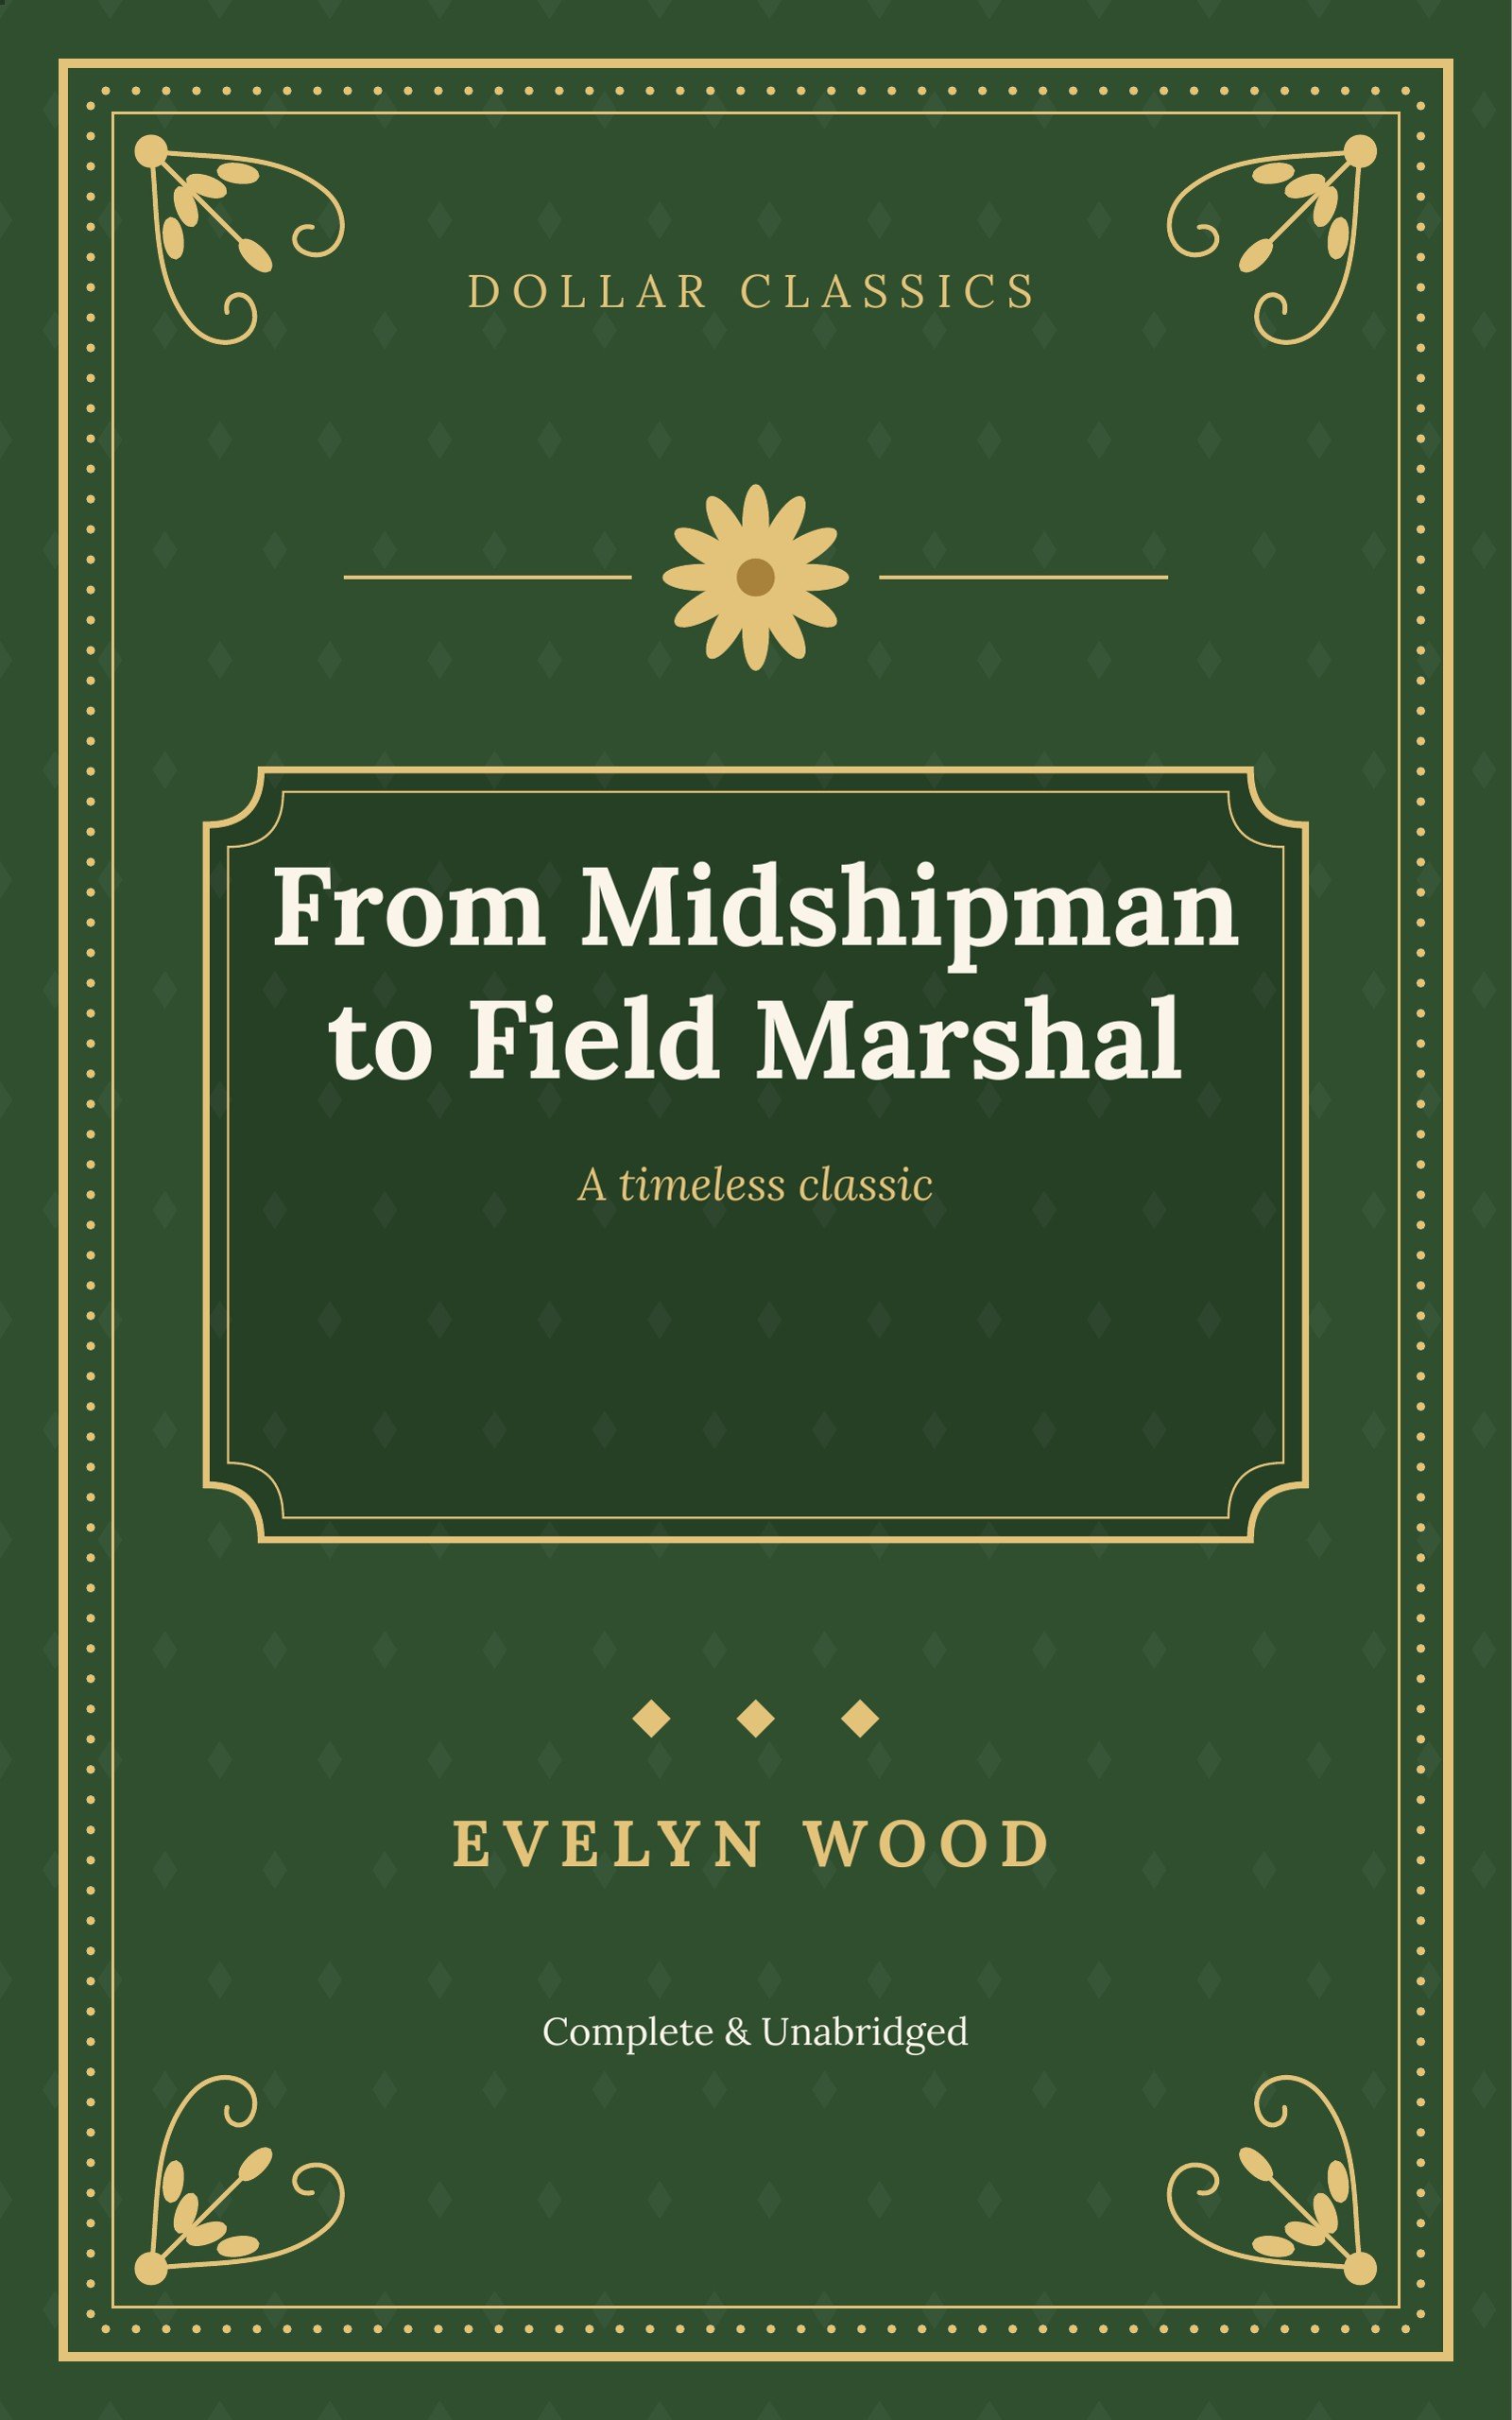 DOLLAR CLASSICS
From Midshipman
to Field Marshal
A timeless classic
EVELYN WOOD
Complete & Unabridged